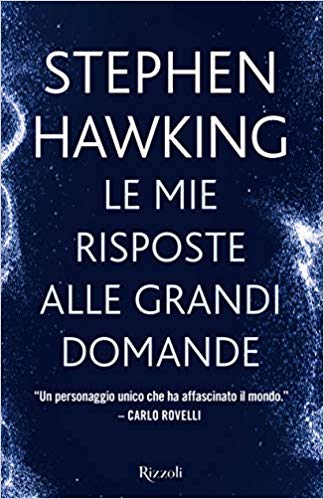 STEPHEN
HAWKING
LE MIE
RISPOSTE
ALLE GRANDI
DOMANDE
“Un personaggio unico che ha affascinato il mondo.”
– CARLO ROVELLI
Rizzoli